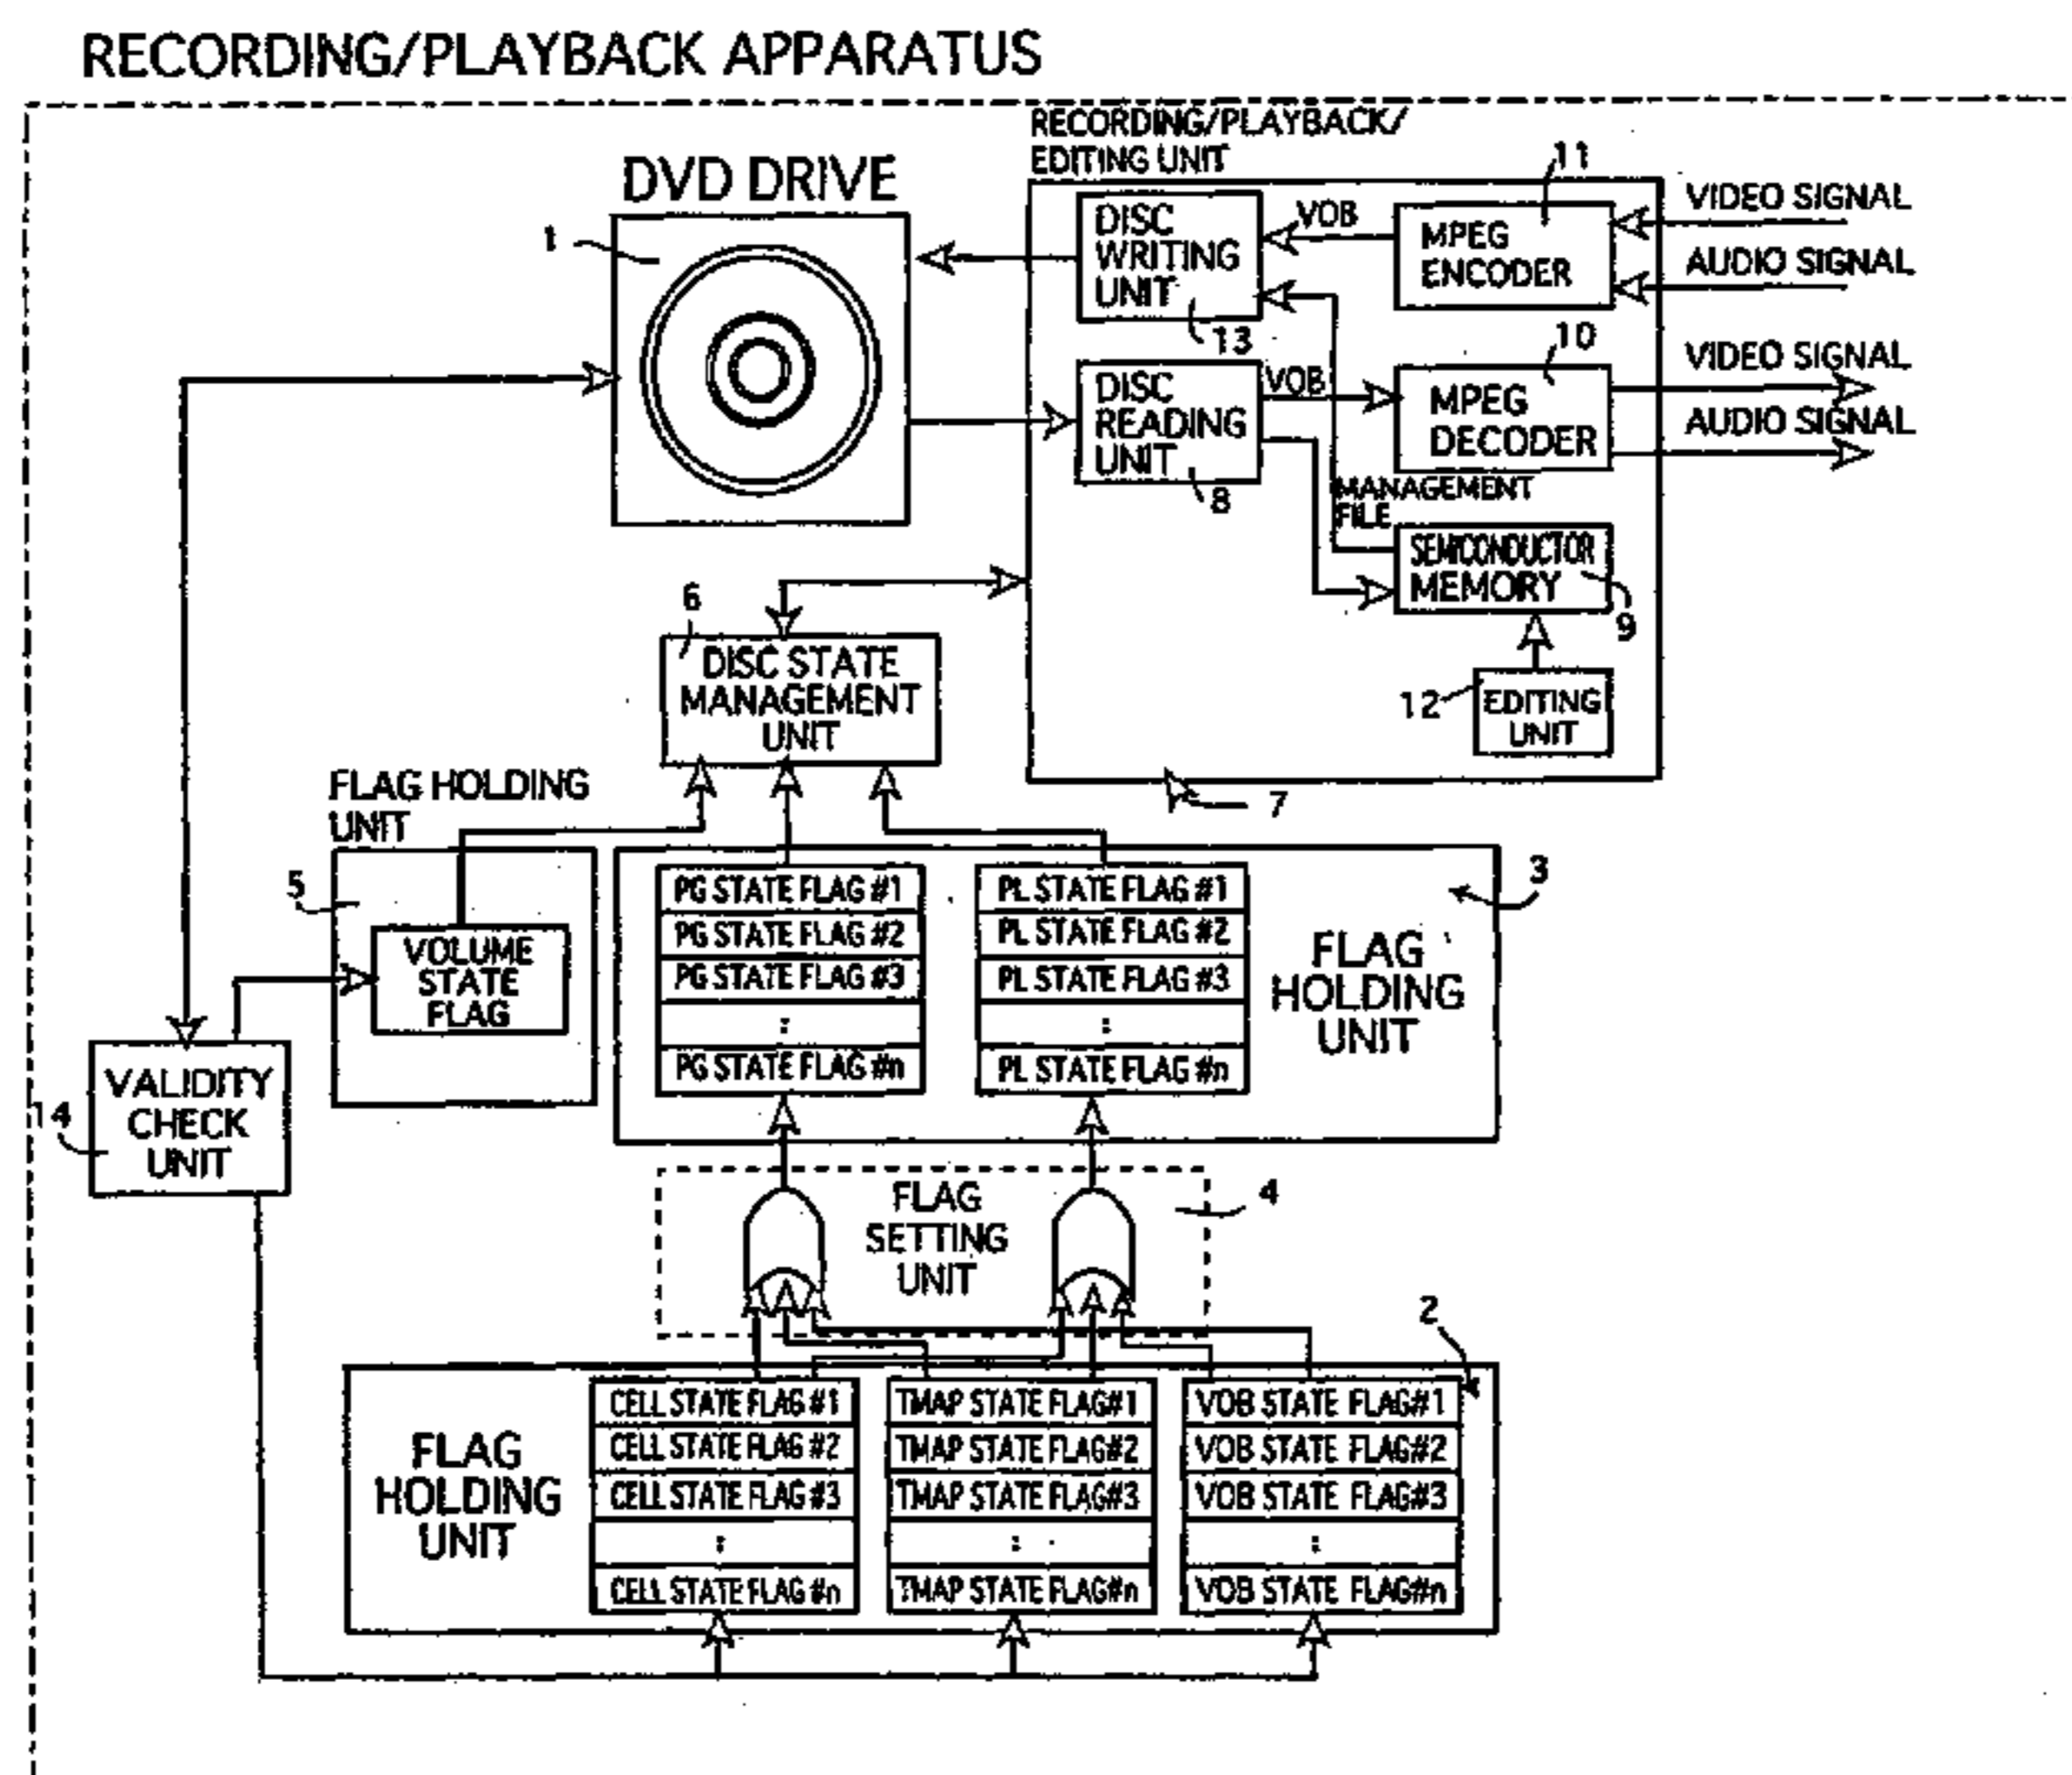 RECORDING/PLAYBACK APPARATUS
RECORDING/PLAYBACK/
EDITING UNIT
DVD DRIVE
1
DISC
WRITING
UNIT
13
VOB
11
MPEG
ENCODER
VIDEO SIGNAL
AUDIO SIGNAL
DISC
READING
UNIT
8
VOB
10
MPEG
DECODER
VIDEO SIGNAL
AUDIO SIGNAL
MANAGEMENT
FILE
SEMICONDUCTOR
MEMORY
9
12
EDITING
UNIT
7
6
DISC STATE
MANAGEMENT
UNIT
FLAG HOLDING
UNIT
5
VOLUME
STATE
FLAG
PG STATE FLAG #1
PG STATE FLAG #2
PG STATE FLAG #3
:
PG STATE FLAG #n
PL STATE FLAG #1
PL STATE FLAG #2
PL STATE FLAG #3
:
PL STATE FLAG #n
3
FLAG
HOLDING
UNIT
14
VALIDITY
CHECK
UNIT
FLAG
SETTING
UNIT
4
2
FLAG
HOLDING
UNIT
CELL STATE FLAG #1
CELL STATE FLAG #2
CELL STATE FLAG #3
:
CELL STATE FLAG #n
TMAP STATE FLAG#1
TMAP STATE FLAG#2
TMAP STATE FLAG#3
:
TMAP STATE FLAG#n
VOB STATE FLAG#1
VOB STATE FLAG#2
VOB STATE FLAG#3
:
VOB STATE FLAG#n